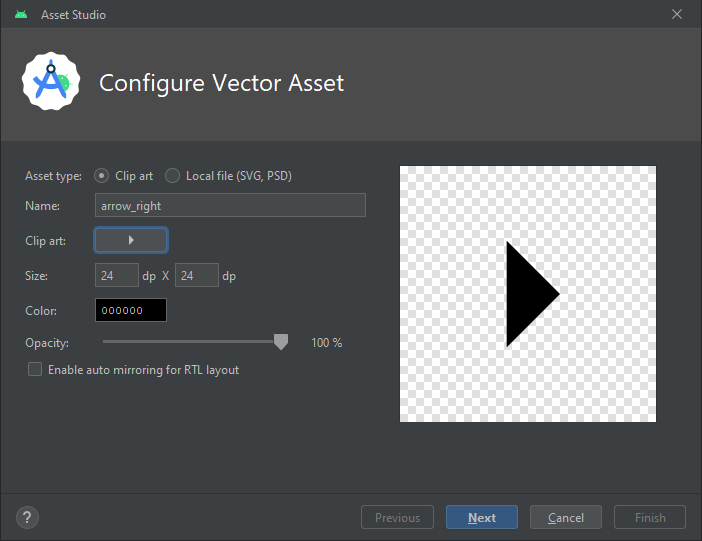 Asset Studio
Configure Vector Asset
Asset type: Clip art Local file (SVG, PSD)
Name: arrow_right
Clip art:
Size: 24 dp X 24 dp
Color: 000000
Opacity: 100 %
Enable auto mirroring for RTL layout
? Previous Next Cancel Finish